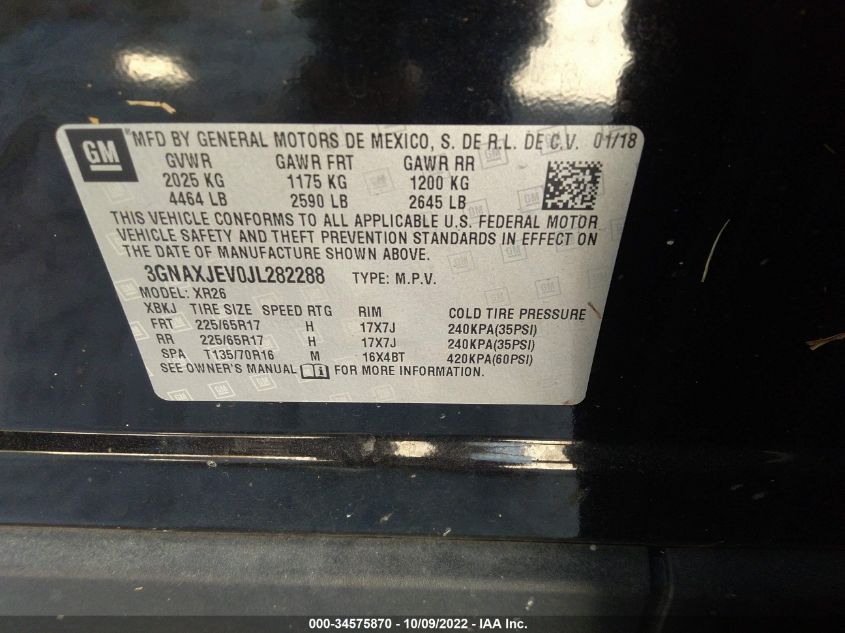 GM
MFD BY GENERAL MOTORS DE MEXICO, S. DE R.L. DE C.V. 01/18
GVWR GAWR FRT GAWR RR
2025 KG 1175 KG 1200 KG
4464 LB 2590 LB 2645 LB
THIS VEHICLE CONFORMS TO ALL APPLICABLE U.S. FEDERAL MOTOR
VEHICLE SAFETY AND THEFT PREVENTION STANDARDS IN EFFECT ON
THE DATE OF MANUFACTURE SHOWN ABOVE.
3GNAXJEV0JL282288 TYPE: M.P.V.
MODEL: XR26
XBKJ TIRE SIZE SPEED RTG RIM COLD TIRE PRESSURE
FRT 225/65R17 H 17X7J 240KPA(35PSI)
RR 225/65R17 H 17X7J 240KPA(35PSI)
SPA T135/70R16 M 16X4BT 420KPA(60PSI)
SEE OWNER'S MANUAL FOR MORE INFORMATION.
000-34575870 - 10/09/2022 - IAA Inc.